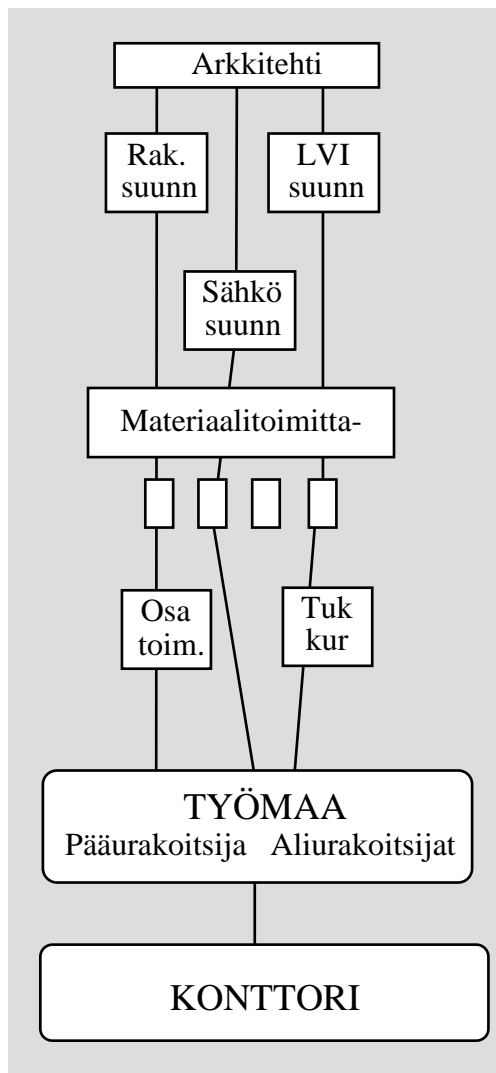 Arkkitehti
Rak.
suunn
LVI
suunn
Sähkö
suunn
Materiaalitoimitta-
Osa
toim.
Tuk
kur
TYÖMAA
Pääurakoitsija Aliurakoitsijat
KONTTORI